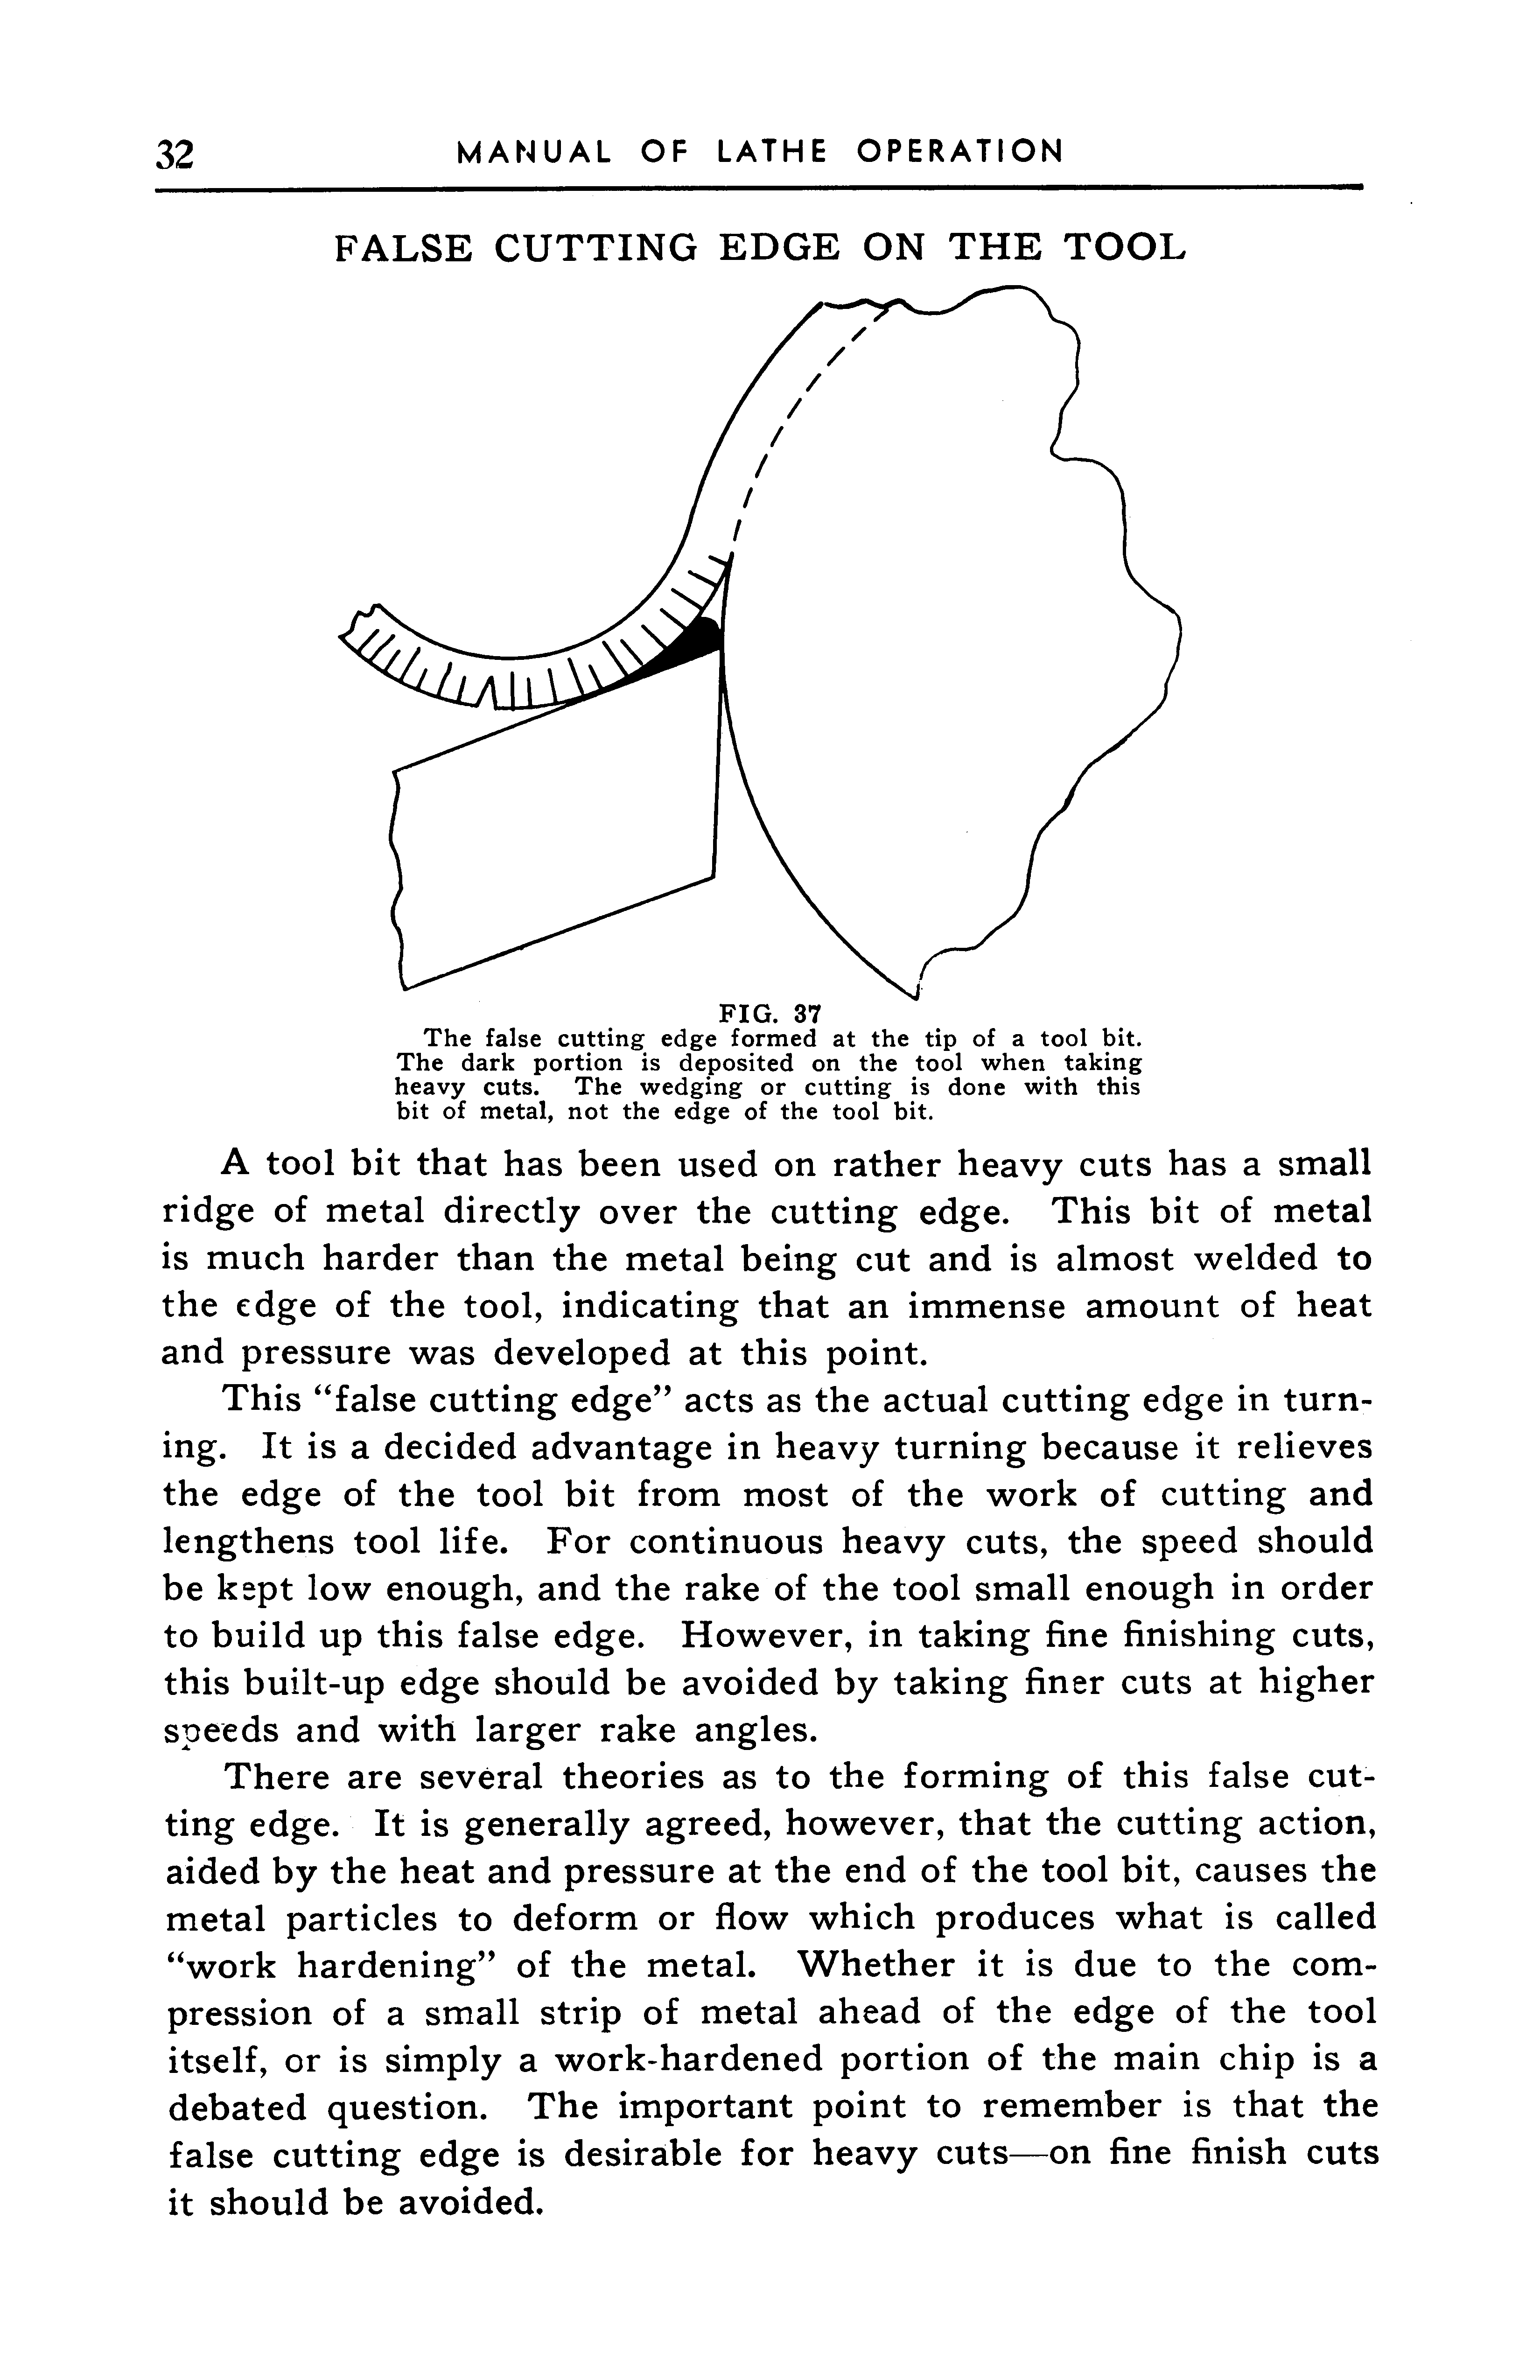 32 MANUAL OF LATHE OPERATION
FALSE CUTTING EDGE ON THE TOOL
FIG. 37
The false cutting edge formed at the tip of a tool bit.
The dark portion is deposited on the tool when taking
heavy cuts. The wedging or cutting is done with this
bit of metal, not the edge of the tool bit.
A tool bit that has been used on rather heavy cuts has a small
ridge of metal directly over the cutting edge. This bit of metal
is much harder than the metal being cut and is almost welded to
the edge of the tool, indicating that an immense amount of heat
and pressure was developed at this point.
This “false cutting edge” acts as the actual cutting edge in turn-
ing. It is a decided advantage in heavy turning because it relieves
the edge of the tool bit from most of the work of cutting and
lengthens tool life. For continuous heavy cuts, the speed should
be kept low enough, and the rake of the tool small enough in order
to build up this false edge. However, in taking fine finishing cuts,
this built-up edge should be avoided by taking finer cuts at higher
speeds and with larger rake angles.
There are several theories as to the forming of this false cut-
ting edge. It is generally agreed, however, that the cutting action,
aided by the heat and pressure at the end of the tool bit, causes the
metal particles to deform or flow which produces what is called
“work hardening” of the metal. Whether it is due to the com-
pression of a small strip of metal ahead of the edge of the tool
itself, or is simply a work-hardened portion of the main chip is a
debated question. The important point to remember is that the
false cutting edge is desirable for heavy cuts—on fine finish cuts
it should be avoided.